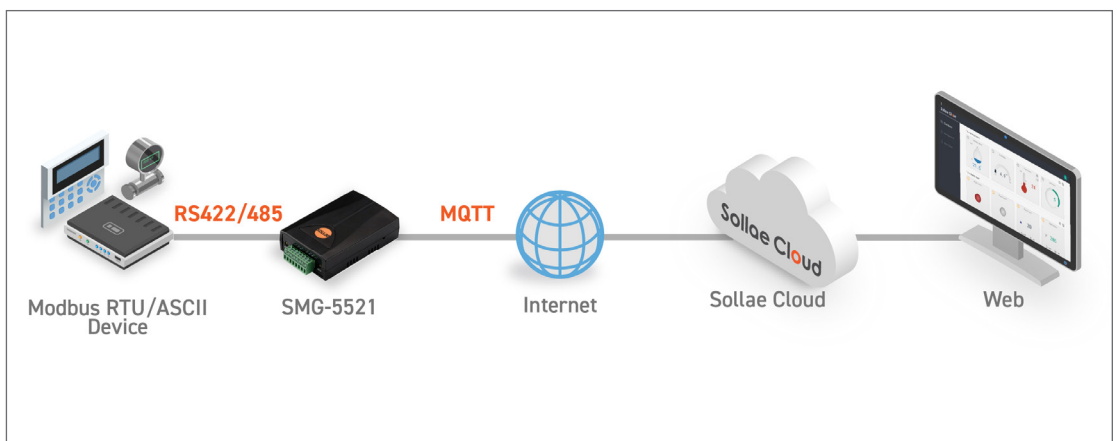 RS422/485
MQTT
Sollae Cloud
Modbus RTU/ASCII
Device
SMG-5521
Internet
Sollae Cloud
Web